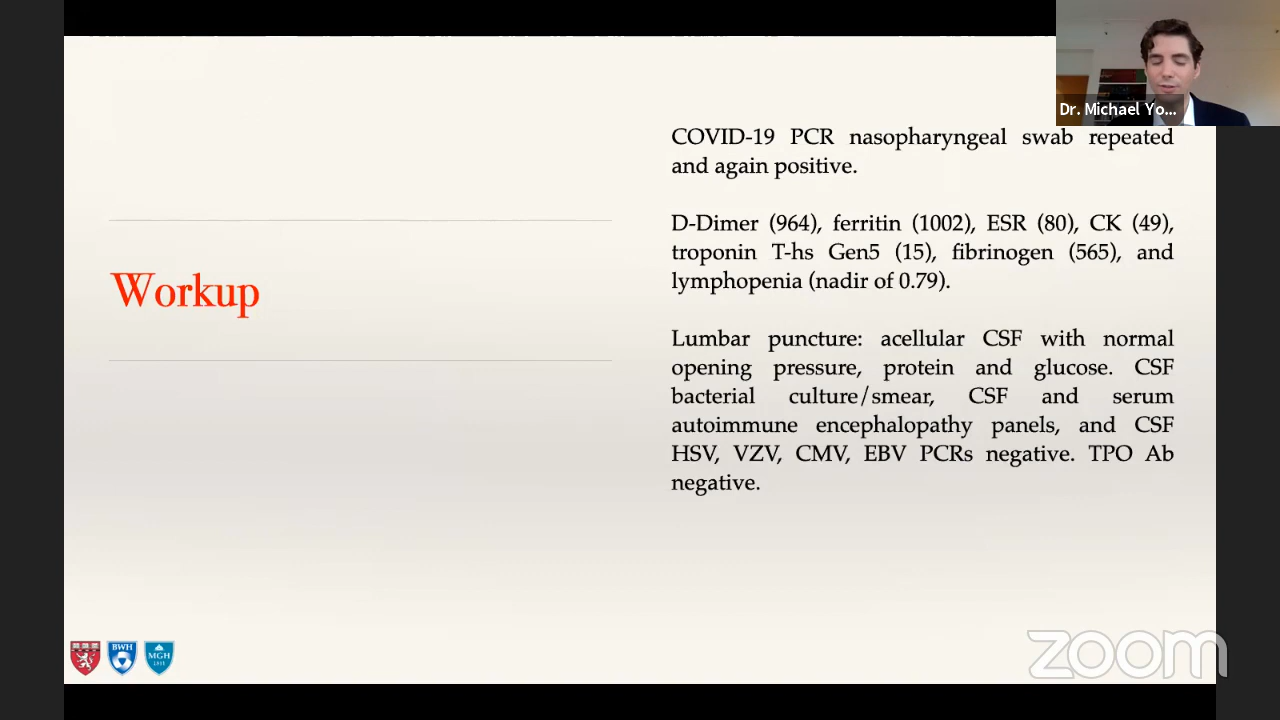 Dr. Michael Yo...
COVID-19 PCR nasopharyngeal swab repeated
and again positive.
D-Dimer (964), ferritin (1002), ESR (80), CK (49),
troponin T-hs Gen5 (15), fibrinogen (565), and
lymphopenia (nadir of 0.79).
Workup
Lumbar puncture: acellular CSF with normal
opening pressure, protein and glucose. CSF
bacterial culture/smear, CSF and serum
autoimmune encephalopathy panels, and CSF
HSV, VZV, CMV, EBV PCRs negative. TPO Ab
negative.
BWH
MGH
1811
zoom